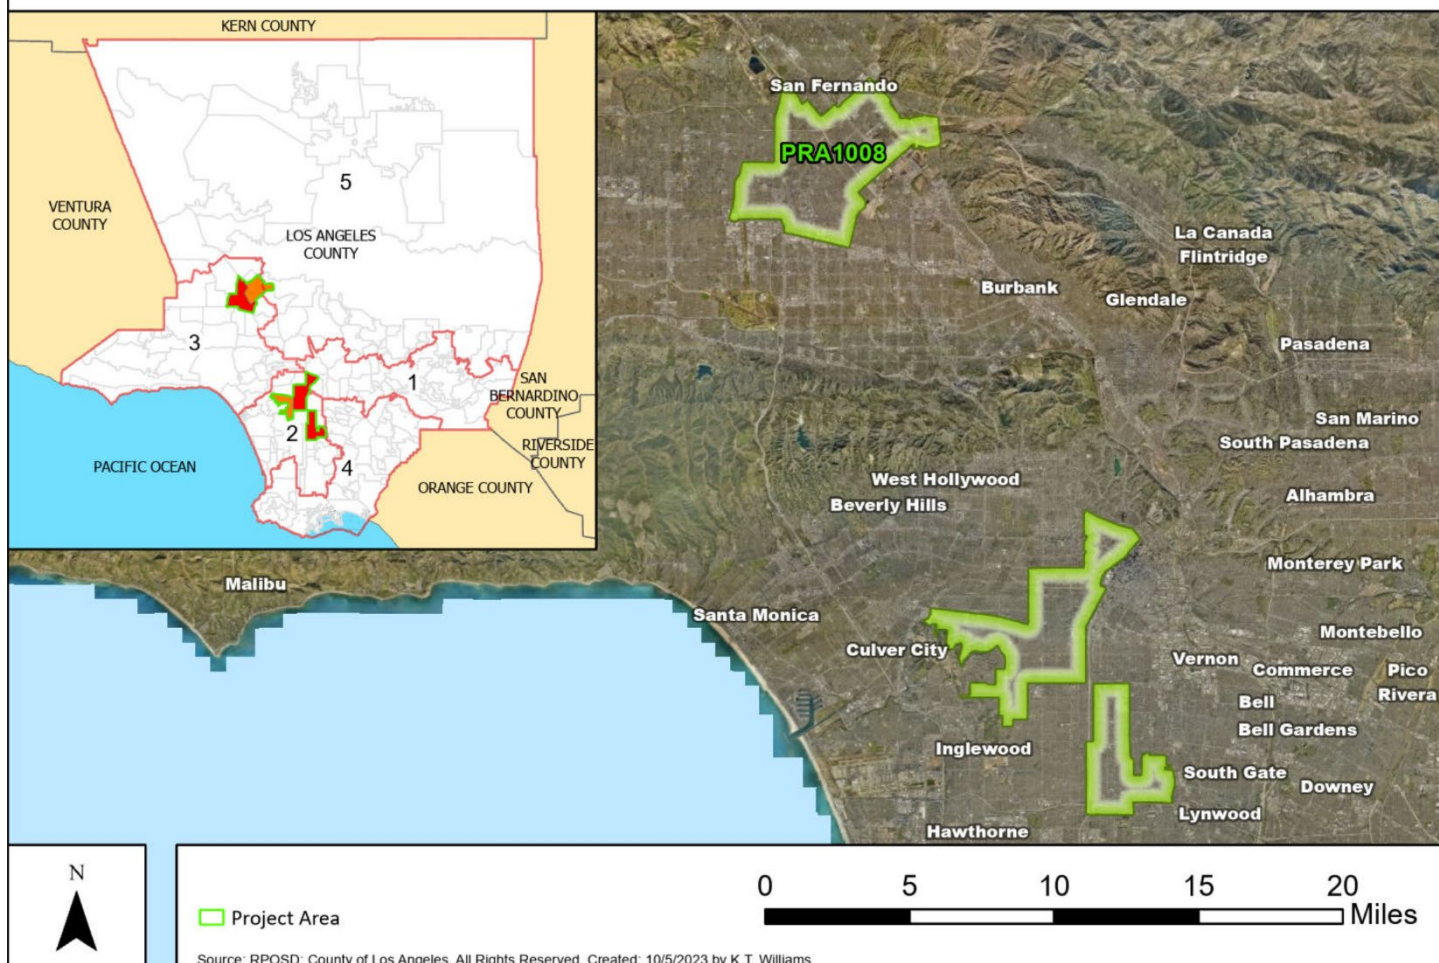 KERN COUNTY
5
VENTURA
COUNTY
LOS ANGELES
COUNTY
3
1
SAN
BERNARDINO
COUNTY
2
RIVERSIDE
COUNTY
PACIFIC OCEAN
4
ORANGE COUNTY
San Fernando
PRA1008
La Canada
Flintridge
Burbank
Glendale
Pasadena
San Marino
South Pasadena
West Hollywood
Beverly Hills
Alhambra
Monterey Park
Malibu
Santa Monica
Montebello
Culver City
Vernon
Commerce
Pico
Rivera
Bell
Bell Gardens
Inglewood
South Gate
Downey
Lynwood
Hawthorne
N
Project Area
0 5 10 15 20
Miles
Source: RPOSD; County of Los Angeles, All Rights Reserved, Created: 10/5/2023 by K.T. Williams